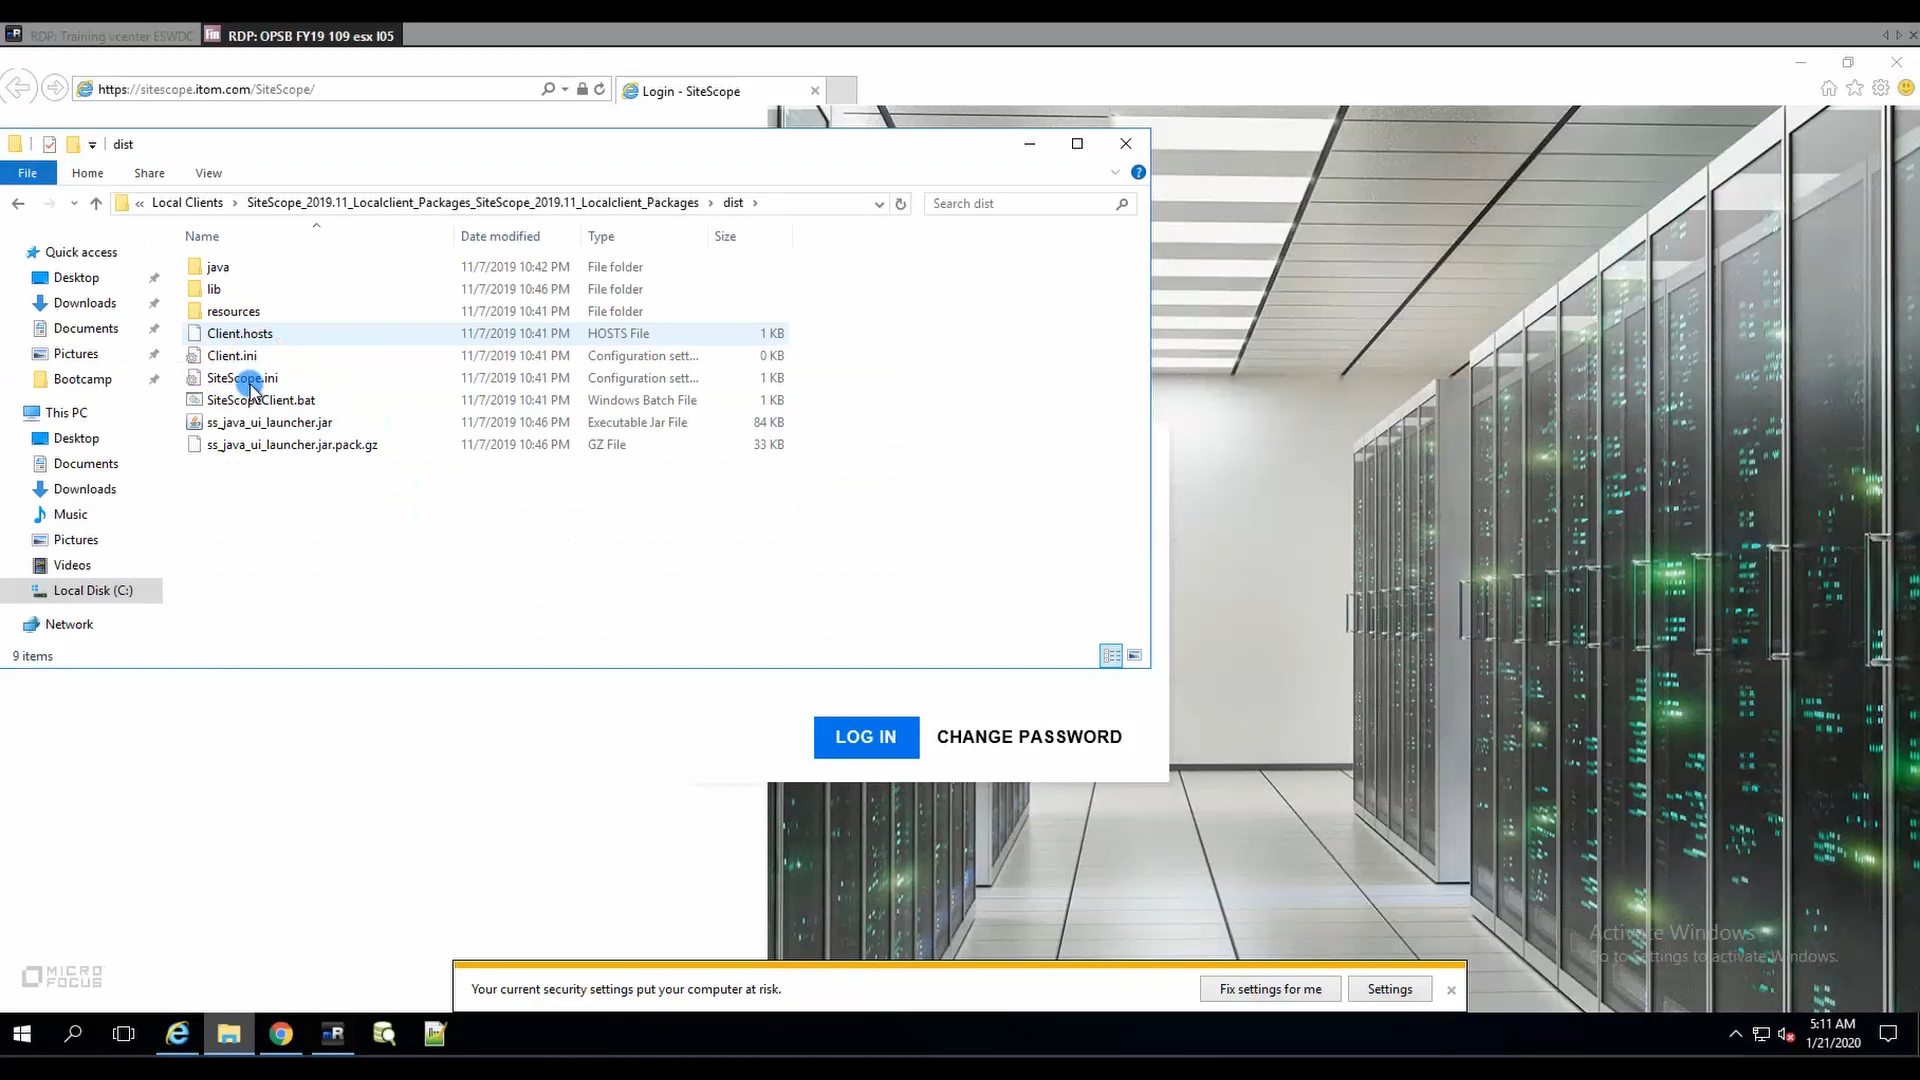 RDP: Training vcenter ESWDC
RDP: OPSB FY19 109 esx I05
https://sitescope.itom.com/SiteScope/
Login - SiteScope
dist
File
Home
Share
View
« Local Clients › SiteScope_2019.11_Localclient_Packages_SiteScope_2019.11_Localclient_Packages › dist ›
Search dist
Name Date modified Type Size
Quick access
Desktop
Downloads
Documents
Pictures
Bootcamp
This PC
Desktop
Documents
Downloads
Music
Pictures
Videos
Local Disk (C:)
Network
java 11/7/2019 10:42 PM File folder
lib 11/7/2019 10:46 PM File folder
resources 11/7/2019 10:41 PM File folder
Client.hosts 11/7/2019 10:41 PM HOSTS File 1 KB
Client.ini 11/7/2019 10:41 PM Configuration sett... 0 KB
SiteScope.ini 11/7/2019 10:41 PM Configuration sett... 1 KB
SiteScopeClient.bat 11/7/2019 10:41 PM Windows Batch File 1 KB
ss_java_ui_launcher.jar 11/7/2019 10:46 PM Executable Jar File 84 KB
ss_java_ui_launcher.jar.pack.gz 11/7/2019 10:46 PM GZ File 33 KB
9 items
LOG IN
CHANGE PASSWORD
Activate Windows
Go to Settings to activate Windows.
MICRO
FOCUS
Your current security settings put your computer at risk.
Fix settings for me
Settings
5:11 AM
1/21/2020